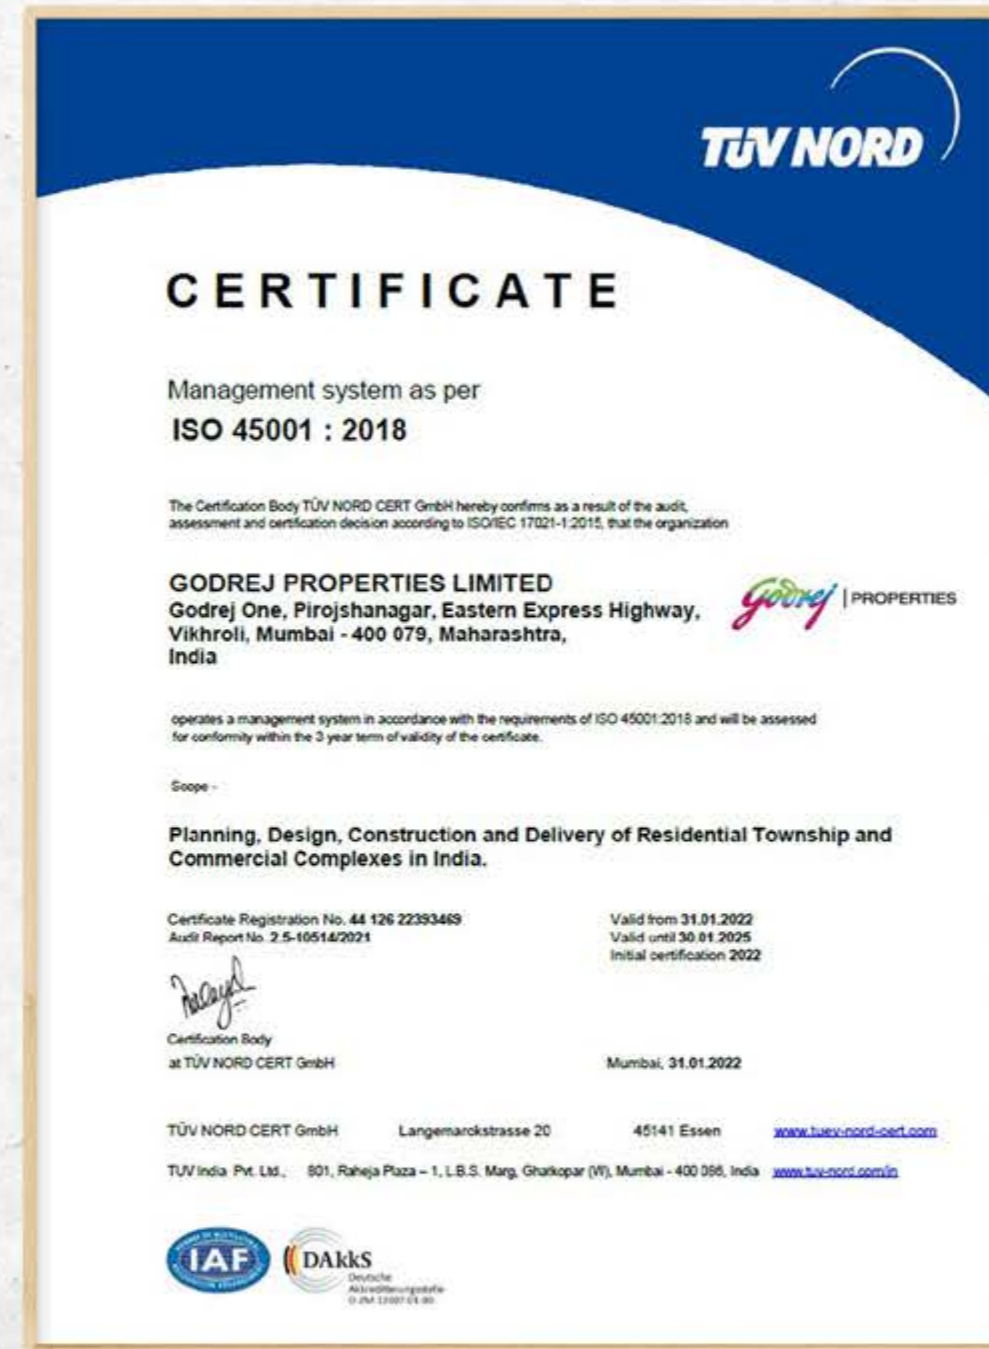 TÜV NORD
CERTIFICATE
Management system as per
ISO 45001 : 2018
The Certification Body TÜV NORD CERT GmbH hereby confirms as a result of the audit,
assessment and certification decision according to ISO/IEC 17021-1:2015, that the organization
GODREJ PROPERTIES LIMITED
Godrej One, Pirojshanagar, Eastern Express Highway,
Vikhroli, Mumbai - 400 079, Maharashtra,
India
Godrej | PROPERTIES
operates a management system in accordance with the requirements of ISO 45001:2018 and will be assessed
for conformity within the 3 year term of validity of the certificate.
Scope -
Planning, Design, Construction and Delivery of Residential Township and
Commercial Complexes in India.
Certificate Registration No. 44 126 22393469
Audit Report No. 2.5-10514/2021
Valid from 31.01.2022
Valid until 30.01.2025
Initial certification 2022
Certification Body
at TÜV NORD CERT GmbH
Mumbai, 31.01.2022
TÜV NORD CERT GmbH Langemarckstrasse 20 45141 Essen www.tuev-nord-cert.com
TUV India Pvt. Ltd., 801, Raheja Plaza – 1, L.B.S. Marg, Ghatkopar (W), Mumbai - 400 086, India www.tuv-nord.com/in
IAF
DAkkS
Deutsche
Akkreditierungsstelle